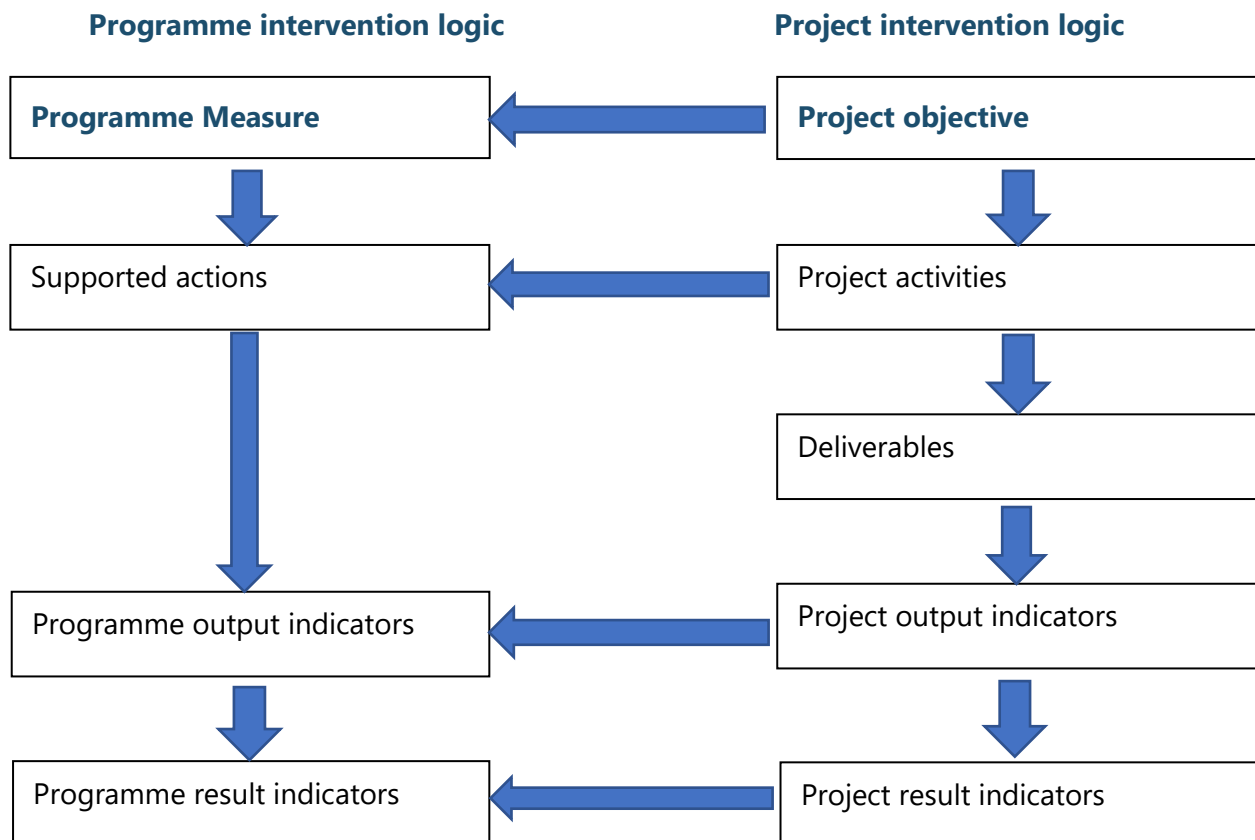 Programme intervention logic
Project intervention logic
Programme Measure
Project objective
Supported actions
Project activities
Deliverables
Programme output indicators
Project output indicators
Programme result indicators
Project result indicators